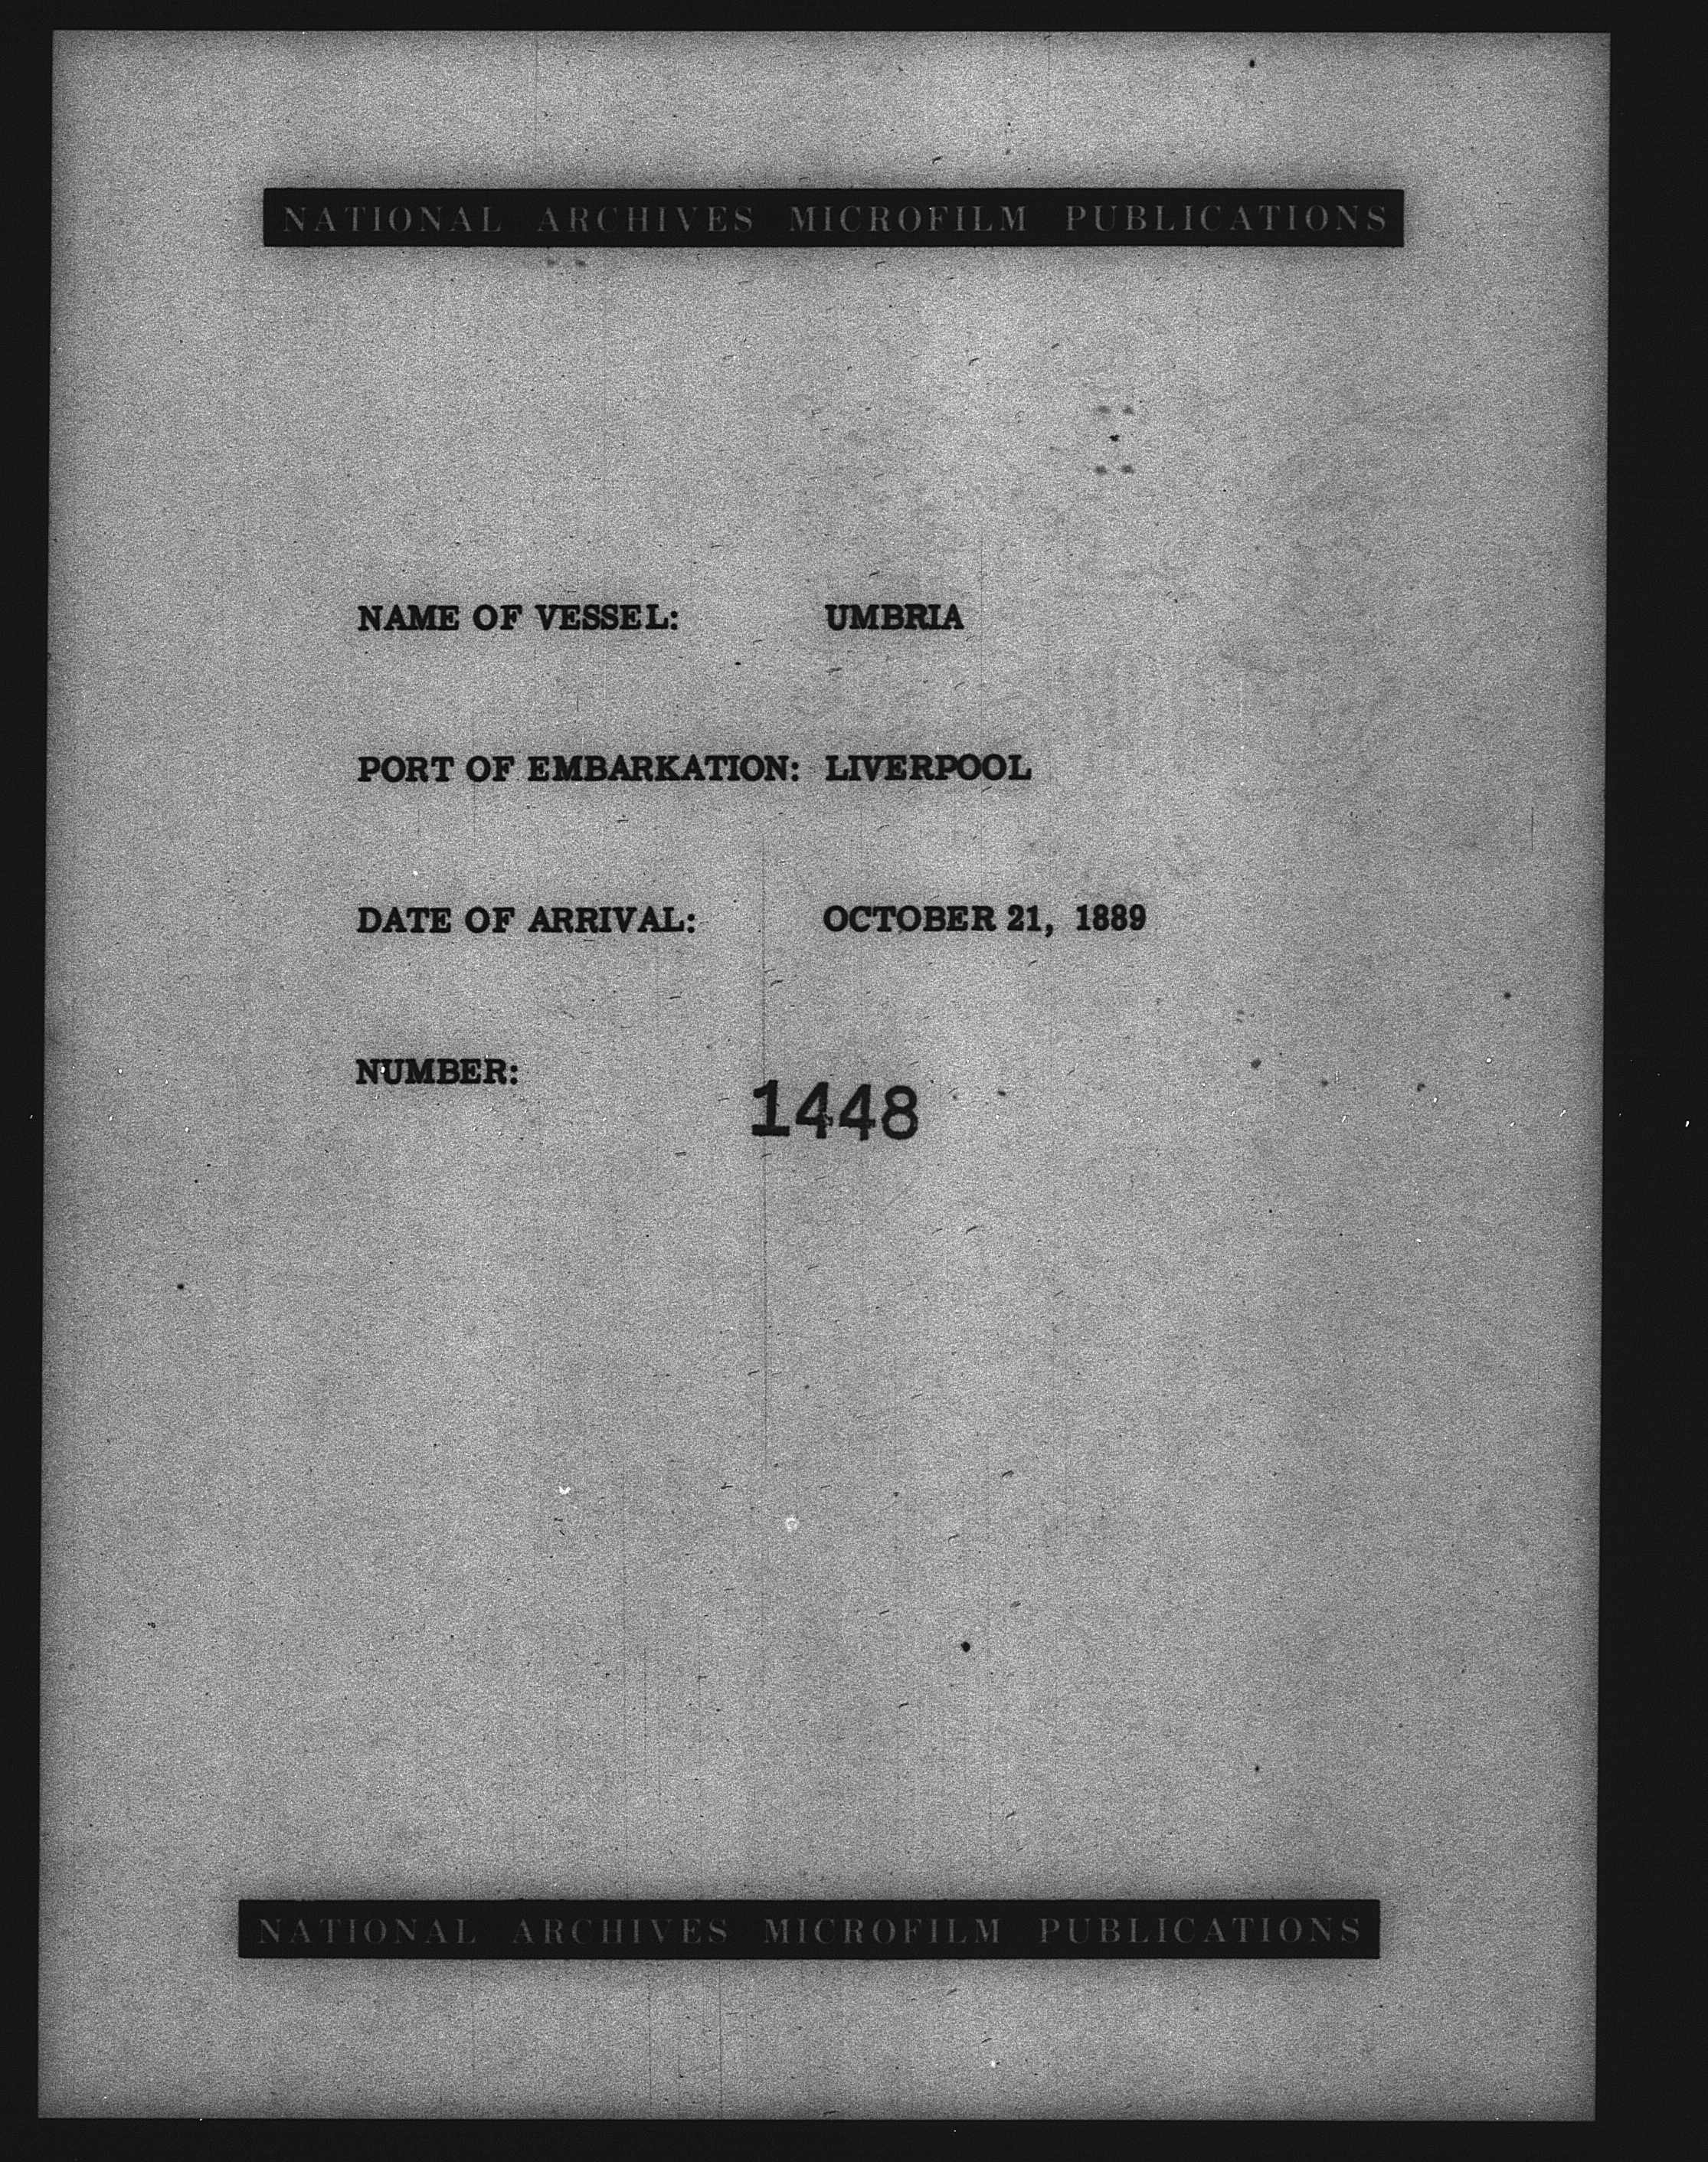 NATIONAL ARCHIVES MICROFILM PUBLICATIONS
NAME OF VESSEL: UMBRIA
PORT OF EMBARKATION: LIVERPOOL
DATE OF ARRIVAL: OCTOBER 21, 1889
NUMBER: 1448
NATIONAL ARCHIVES MICROFILM PUBLICATIONS